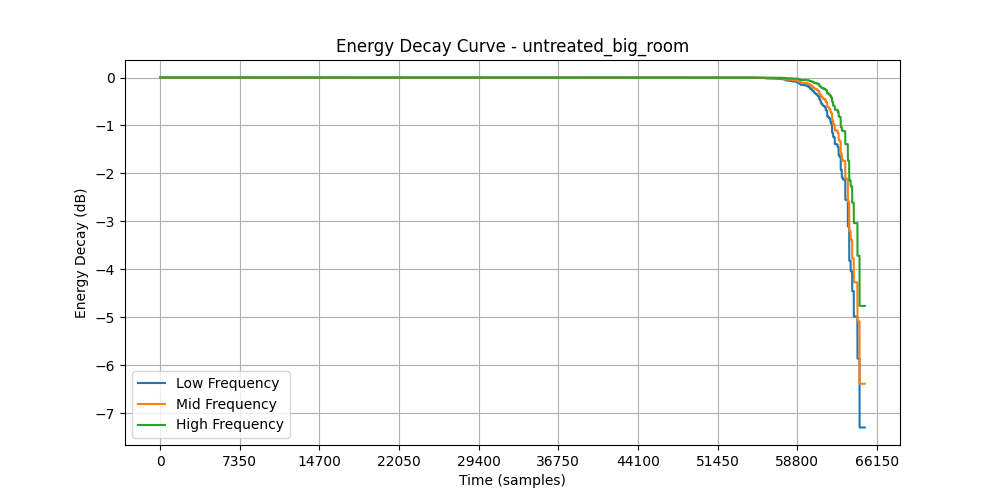 Energy Decay Curve - untreated_big_room
Energy Decay (dB)
0
−1
−2
−3
−4
−5
−6
−7
Low Frequency
Mid Frequency
High Frequency
0 7350 14700 22050 29400 36750 44100 51450 58800 66150
Time (samples)